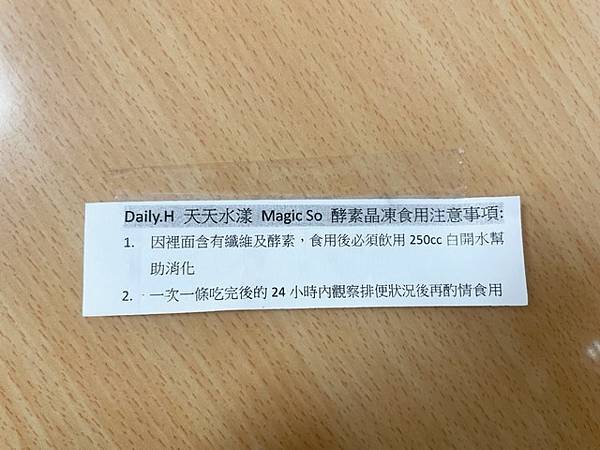 Daily.H 天天水漾 Magic So 酵素晶凍食用注意事項:
1. 因裡面含有纖維及酵素，食用後必須飲用 250cc 白開水幫
助消化
2. 一次一條吃完後的 24 小時內觀察排便狀況後再酌情食用